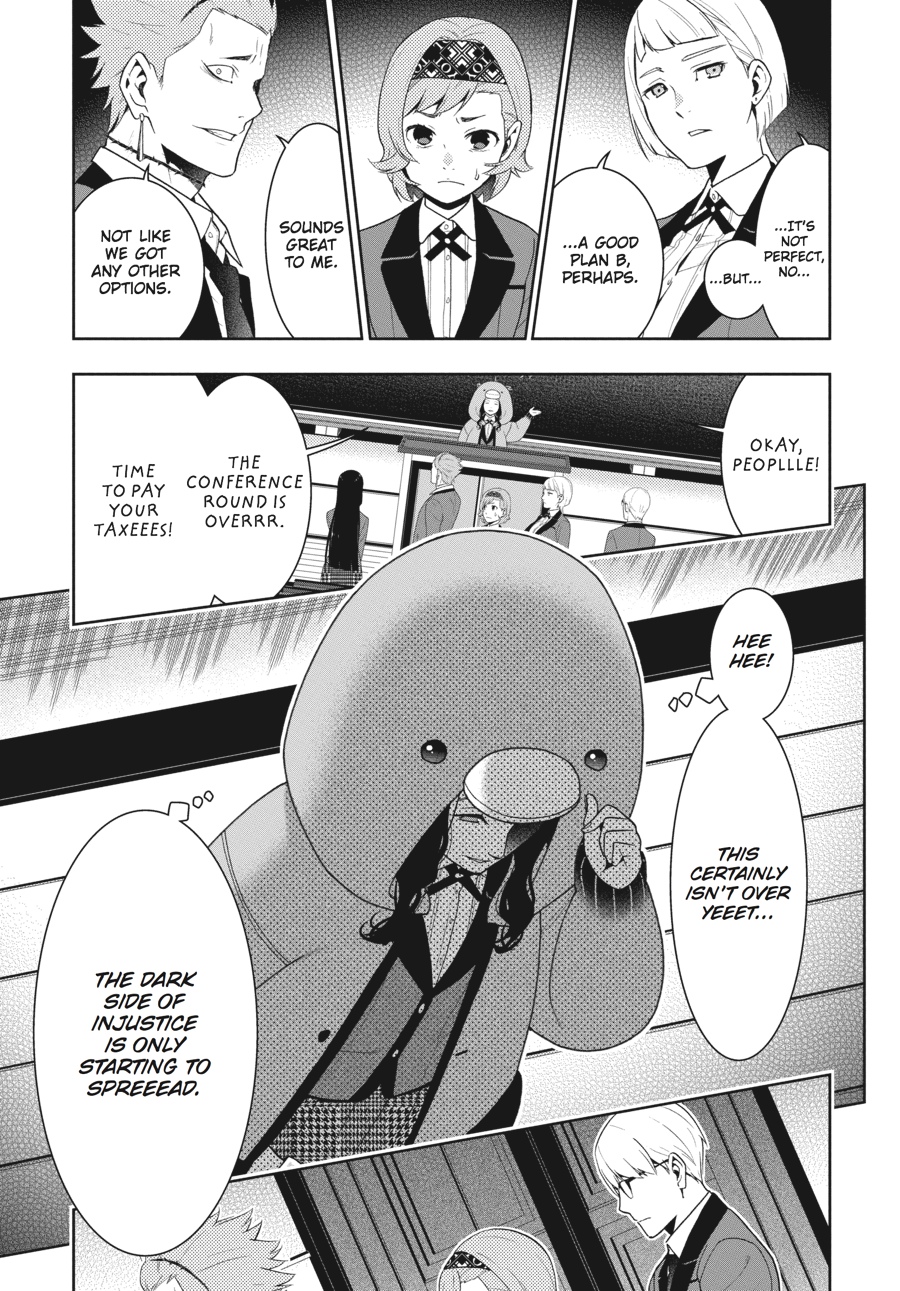 ...IT'S
NOT
PERFECT,
NO...
...BUT...
...A GOOD
PLAN B,
PERHAPS.
SOUNDS
GREAT
TO ME.
NOT LIKE
WE GOT
ANY OTHER
OPTIONS.
OKAY,
PEOPLLLE!
THE
CONFERENCE
ROUND IS
OVERRR.
TIME
TO PAY
YOUR
TAXEEES!
HEE
HEE!
THIS
CERTAINLY
ISN'T OVER
YEEET...
THE DARK
SIDE OF
INJUSTICE
IS ONLY
STARTING TO
SPREEEAD.